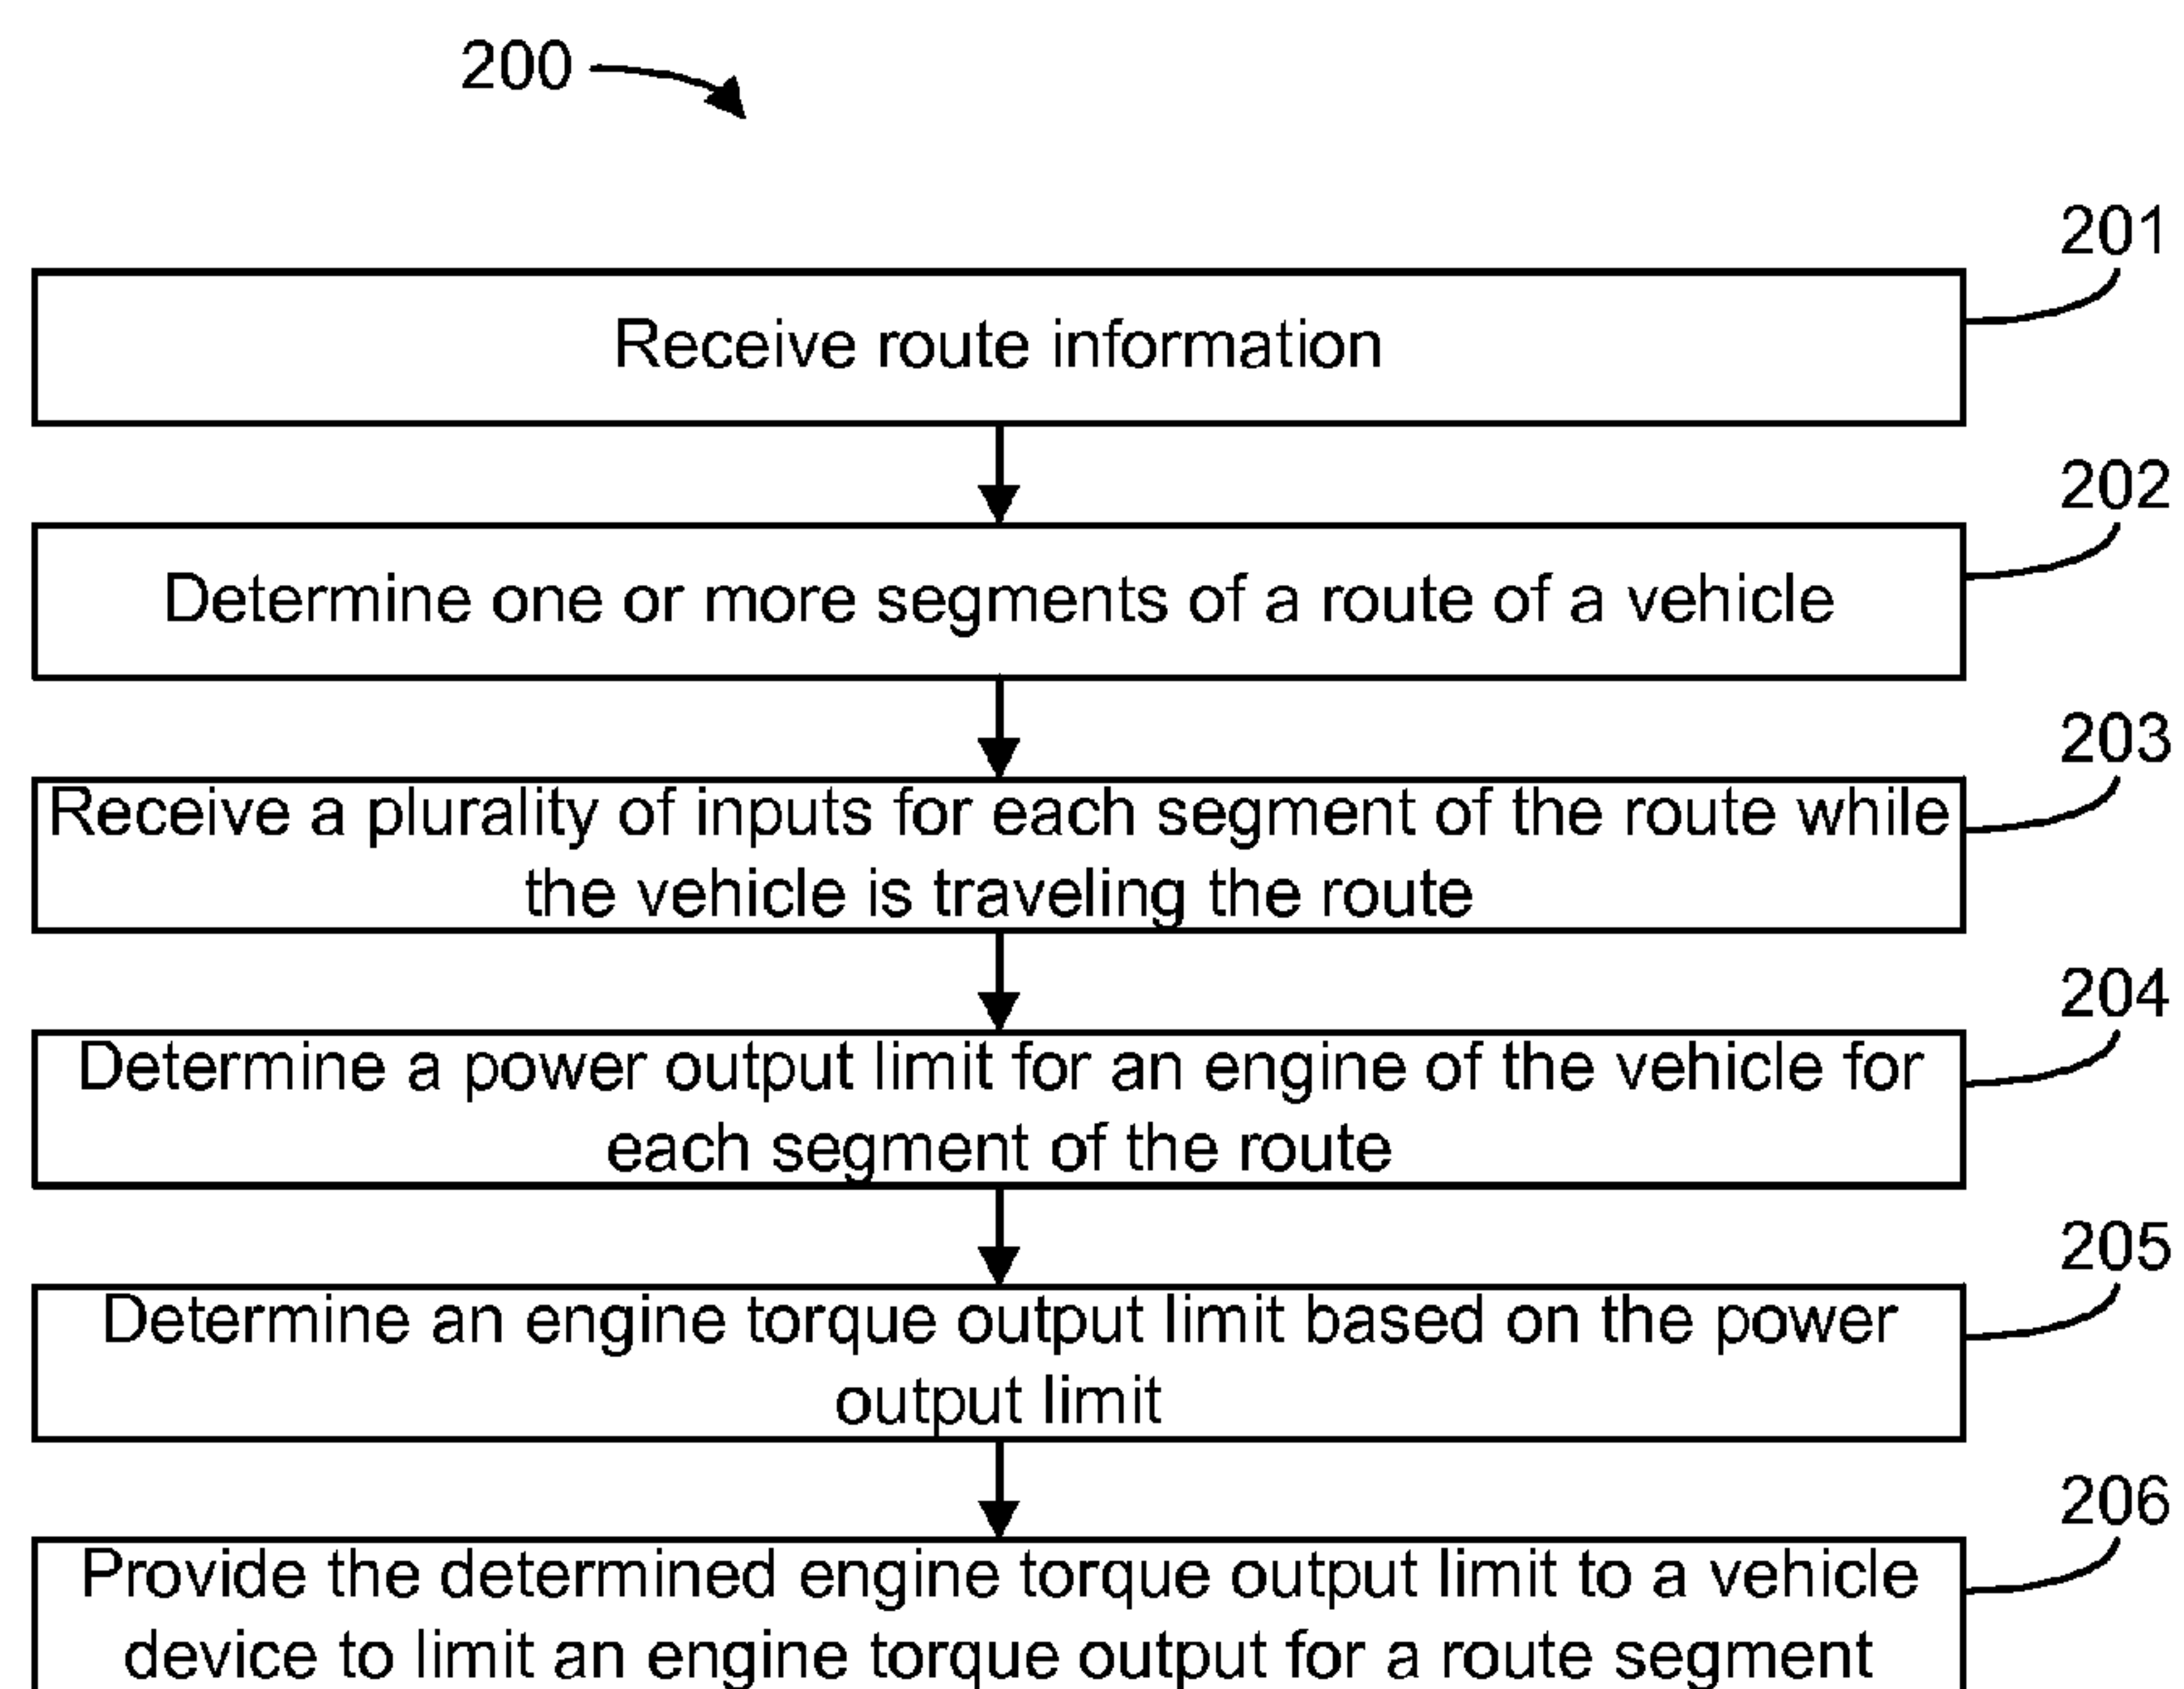 200
201
Receive route information
202
Determine one or more segments of a route of a vehicle
203
Receive a plurality of inputs for each segment of the route while
the vehicle is traveling the route
204
Determine a power output limit for an engine of the vehicle for
each segment of the route
205
Determine an engine torque output limit based on the power
output limit
206
Provide the determined engine torque output limit to a vehicle
device to limit an engine torque output for a route segment